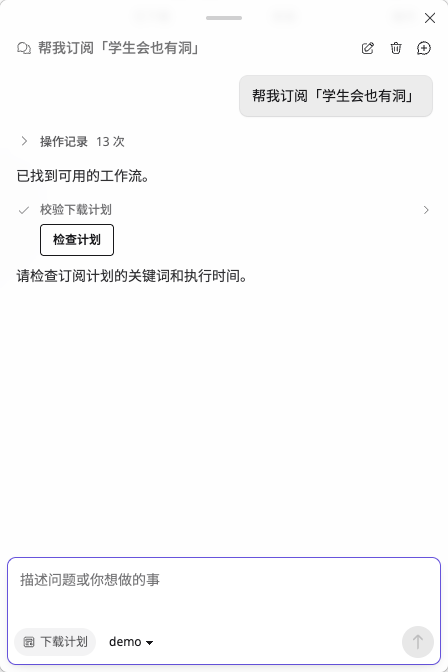 帮我订阅「学生会也有洞」
帮我订阅「学生会也有洞」
操作记录 13 次
已找到可用的工作流。
校验下载计划
检查计划
请检查订阅计划的关键词和执行时间。
描述问题或你想做的事
下载计划 demo